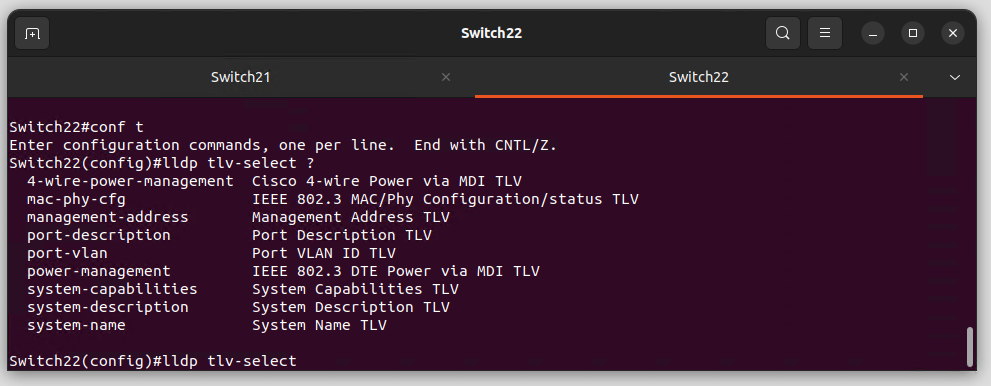 Switch22
Switch21
Switch22
Switch22#conf t
Enter configuration commands, one per line.  End with CNTL/Z.
Switch22(config)#lldp tlv-select ?
  4-wire-power-management  Cisco 4-wire Power via MDI TLV
  mac-phy-cfg              IEEE 802.3 MAC/Phy Configuration/status TLV
  management-address       Management Address TLV
  port-description         Port Description TLV
  port-vlan                Port VLAN ID TLV
  power-management         IEEE 802.3 DTE Power via MDI TLV
  system-capabilities      System Capabilities TLV
  system-description       System Description TLV
  system-name              System Name TLV
Switch22(config)#lldp tlv-select